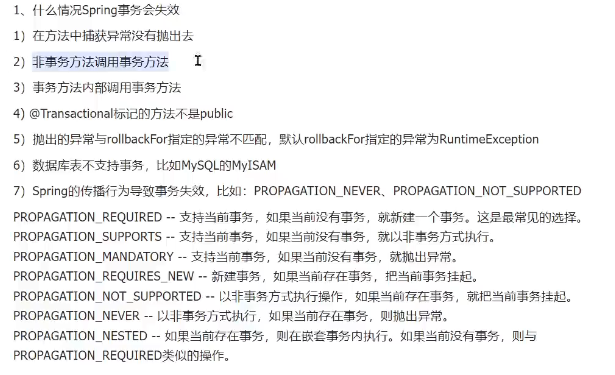 1、什么情况Spring事务会失效
1）在方法中捕获异常没有抛出去
2）非事务方法调用事务方法
3）事务方法内部调用事务方法
4) @Transactional标记的方法不是public
5）抛出的异常与rollbackFor指定的异常不匹配，默认rollbackFor指定的异常为RuntimeException
6）数据库表不支持事务，比如MySQL的MyISAM
7）Spring的传播行为导致事务失效，比如：PROPAGATION_NEVER、PROPAGATION_NOT_SUPPORTED
PROPAGATION_REQUIRED -- 支持当前事务，如果当前没有事务，就新建一个事务。这是最常见的选择。
PROPAGATION_SUPPORTS -- 支持当前事务，如果当前没有事务，就以非事务方式执行。
PROPAGATION_MANDATORY -- 支持当前事务，如果当前没有事务，就抛出异常。
PROPAGATION_REQUIRES_NEW -- 新建事务，如果当前存在事务，把当前事务挂起。
PROPAGATION_NOT_SUPPORTED -- 以非事务方式执行操作，如果当前存在事务，就把当前事务挂起。
PROPAGATION_NEVER -- 以非事务方式执行，如果当前存在事务，则抛出异常。
PROPAGATION_NESTED -- 如果当前存在事务，则在嵌套事务内执行。如果当前没有事务，则与
PROPAGATION_REQUIRED类似的操作。